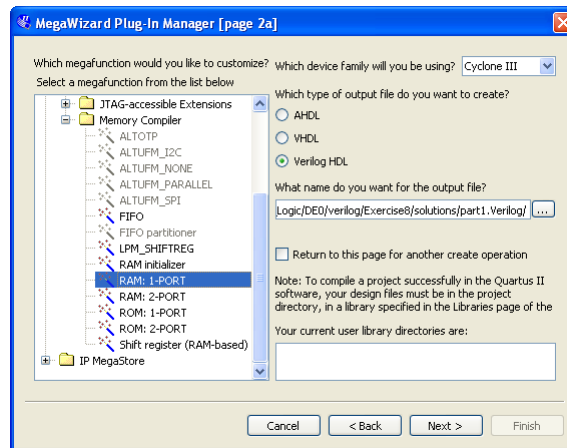 MegaWizard Plug-In Manager [page 2a]
Which megafunction would you like to customize?
Select a megafunction from the list below
JTAG-accessible Extensions
Memory Compiler
ALTOTP
ALTUFM_I2C
ALTUFM_NONE
ALTUFM_PARALLEL
ALTUFM_SPI
FIFO
FIFO partitioner
LPM_SHIFTREG
RAM initializer
RAM: 1-PORT
RAM: 2-PORT
ROM: 1-PORT
ROM: 2-PORT
Shift register (RAM-based)
IP MegaStore
Which device family will you be using? Cyclone III
Which type of output file do you want to create?
AHDL
VHDL
Verilog HDL
What name do you want for the output file?
Logic/DE0/verilog/Exercise8/solutions/part1.Verilog/ ...
Return to this page for another create operation
Note: To compile a project successfully in the Quartus II
software, your design files must be in the project
directory, in a library specified in the Libraries page of the
Your current user library directories are:
Cancel < Back Next > Finish